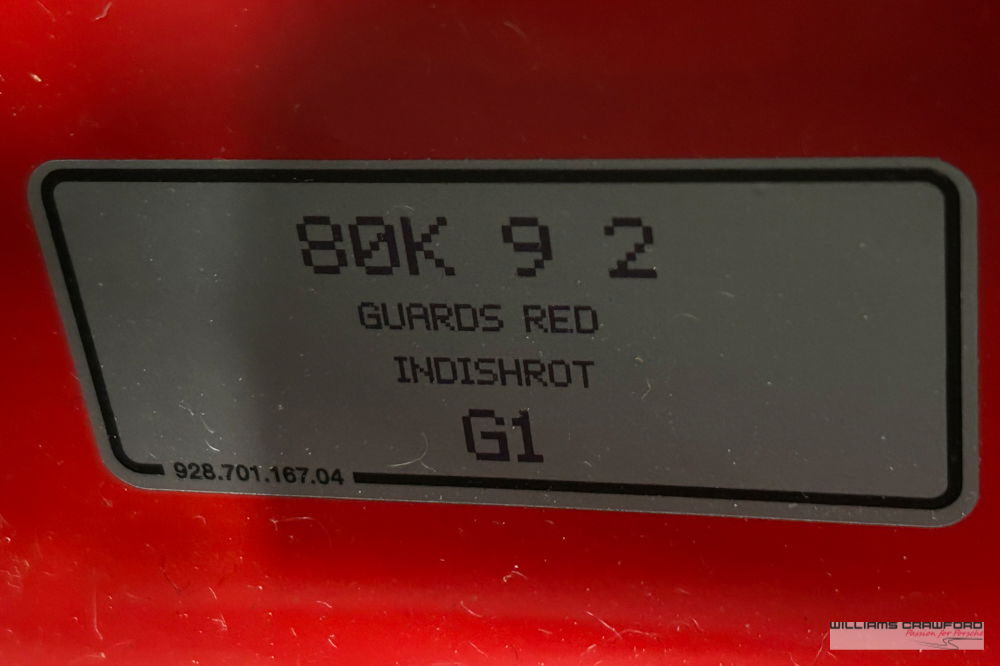 80K 9 2
GUARDS RED
INDISHROT
G1
928.701.167.04
WILLIAMS CRAWFORD
Passion for Porsche